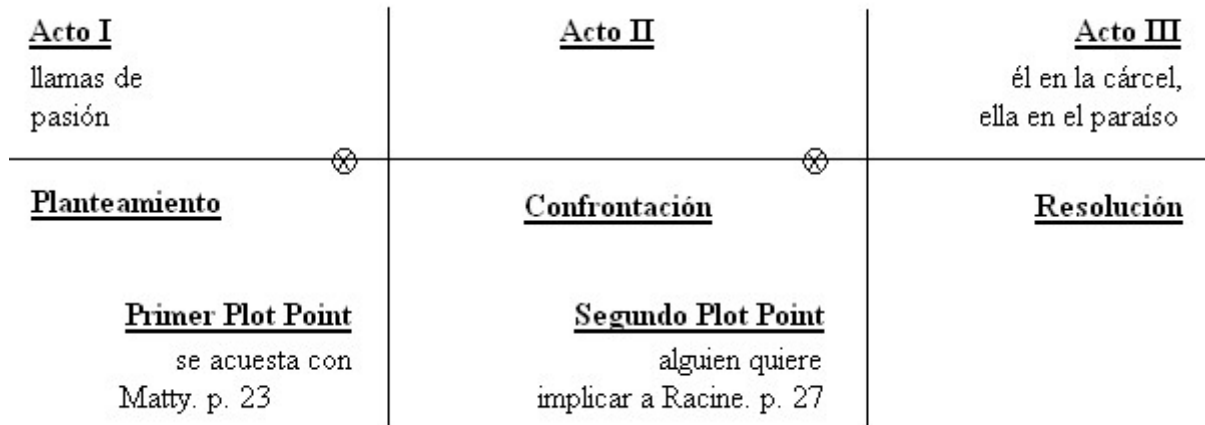 Acto I
llamas de
pasión
Acto II
Acto III
él en la cárcel,
ella en el paraíso
Planteamiento
Confrontación
Resolución
Primer Plot Point
se acuesta con
Matty. p. 23
Segundo Plot Point
alguien quiere
implicar a Racine. p. 27